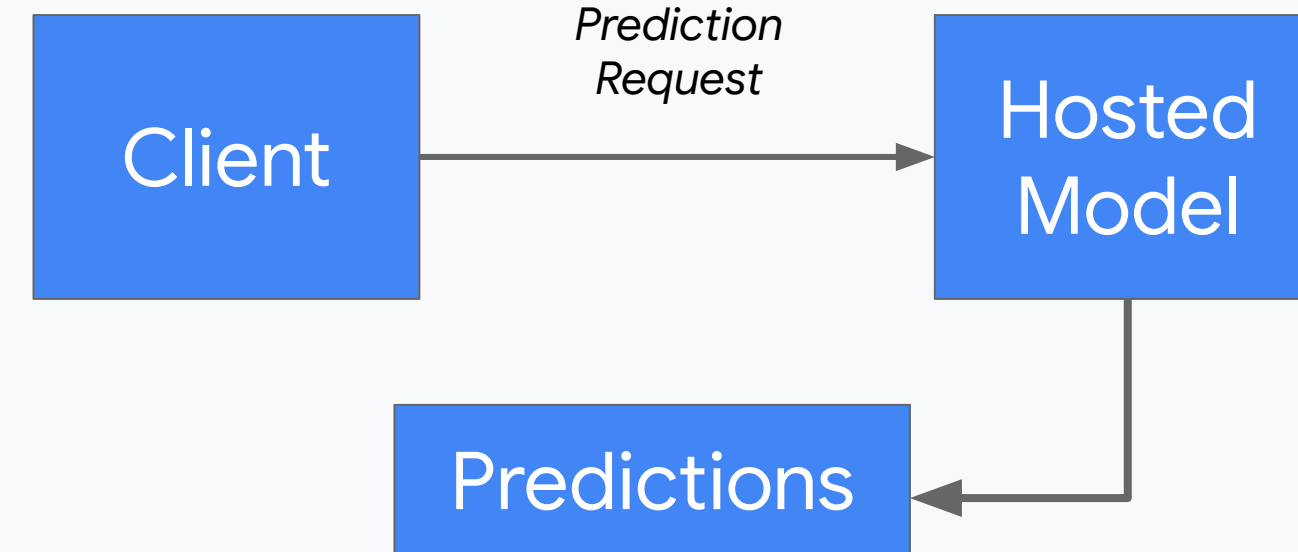 Client
Prediction
Request
Hosted
Model
Predictions